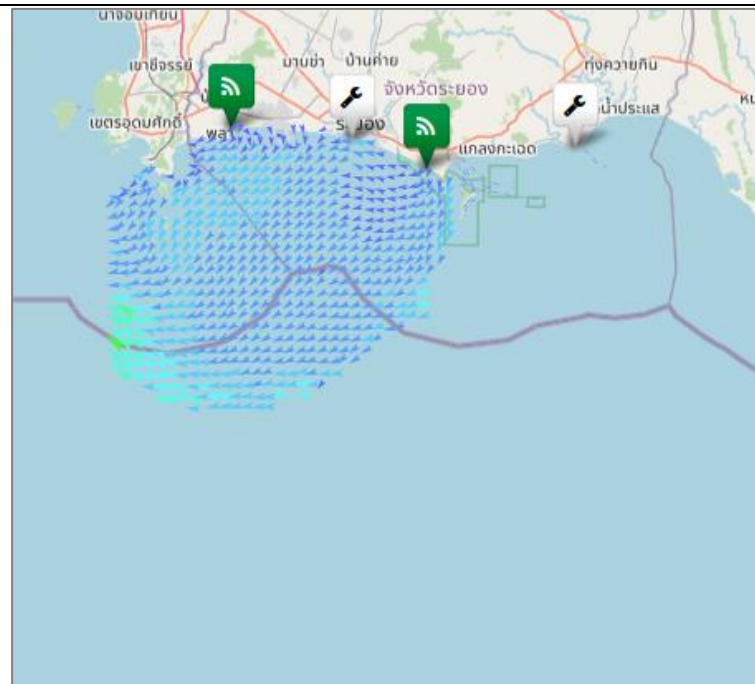 นาจอมเทียน
เขาชีจรรย์
มาบข่า
บ้านค่าย
จังหวัดระยอง
ทุ่งควายกิน
เขตรอุดมศักดิ์
แกลงกะเฉด
น้ำประแส